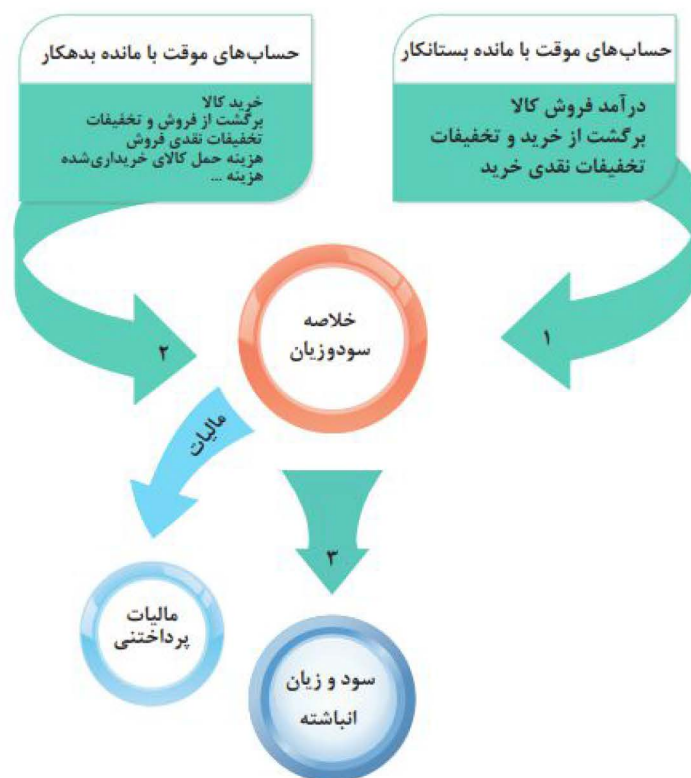 حساب‌های موقت با مانده بستانکار
درآمد فروش کالا
برگشت از خرید و تخفیفات
تخفیفات نقدی خرید
حساب‌های موقت با مانده بدهکار
خرید کالا
برگشت از فروش و تخفیفات
تخفیفات نقدی فروش
هزینه حمل کالای خریداری‌شده
هزینه ...
۱
خلاصه
سودوزیان
۲
مالیات
۳
مالیات
پرداختنی
سود و زیان
انباشته